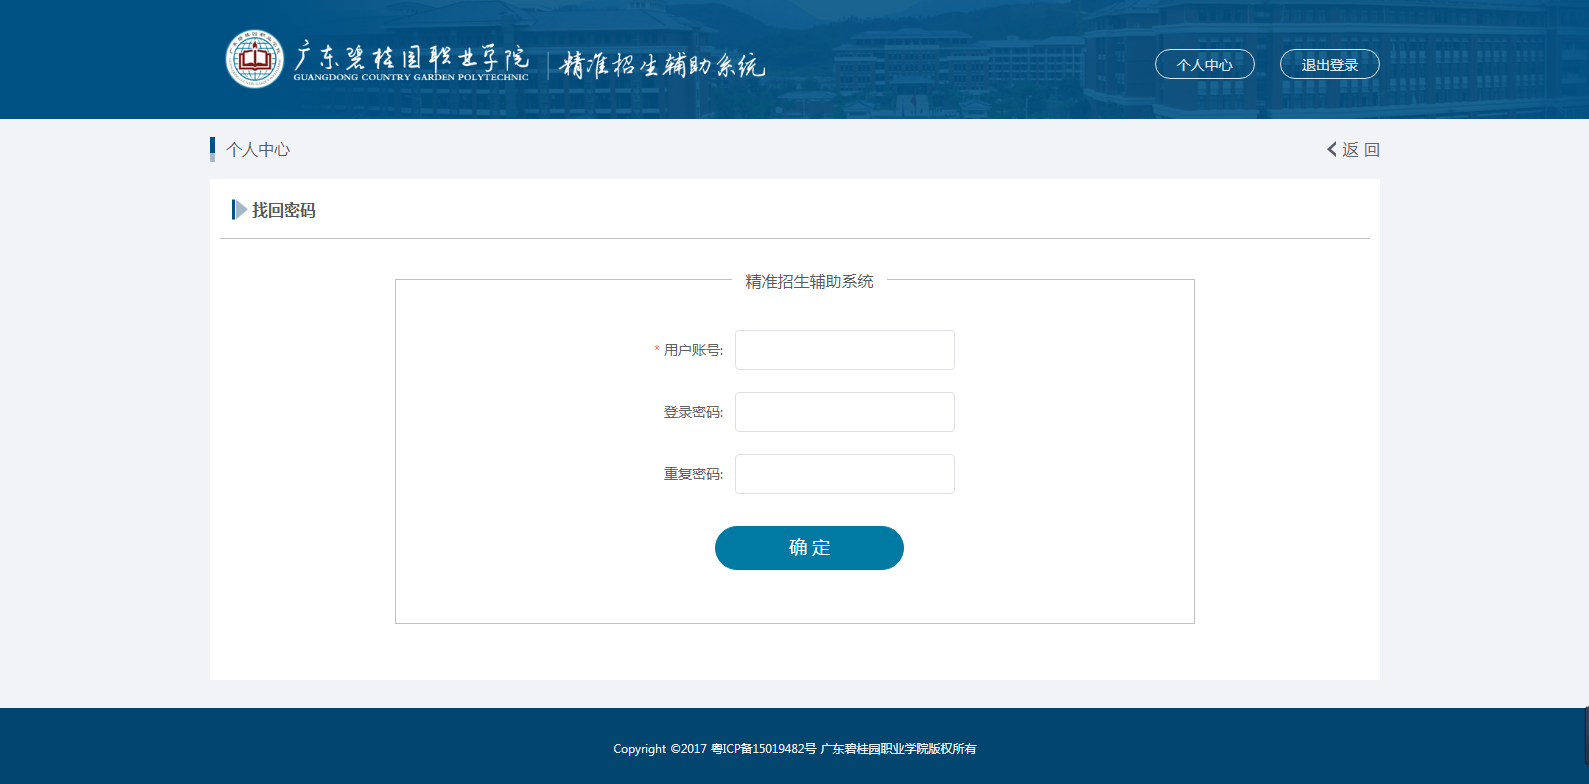 广东碧桂园职业学院
GUANGDONG COUNTRY GARDEN POLYTECHNIC
精准招生辅助系统
个人中心
退出登录
个人中心
返 回
找回密码
精准招生辅助系统
* 用户账号:
登录密码:
重复密码:
确 定
Copyright ©2017 粤ICP备15019482号 广东碧桂园职业学院版权所有